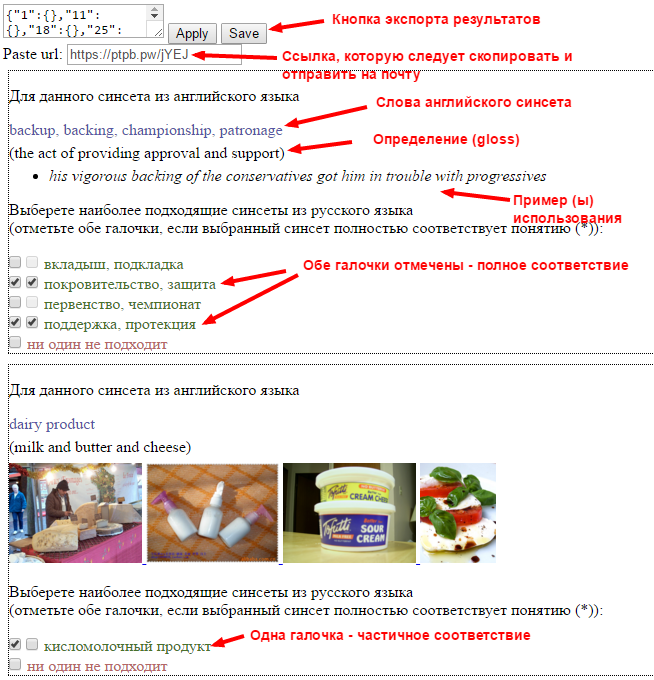 {"1":{},"11":
{},"18":{},"25":
Apply Save
Кнопка экспорта результатов
Paste url: https://ptpb.pw/jYEJ
Ссылка, которую следует скопировать и
отправить на почту
Для данного синсета из английского языка
Слова английского синсета
backup, backing, championship, patronage
Определение (gloss)
(the act of providing approval and support)
his vigorous backing of the conservatives got him in trouble with progressives
Пример (ы)
использования
Выберете наиболее подходящие синсеты из русского языка
(отметьте обе галочки, если выбранный синсет полностью соответствует понятию (*)):
вкладыш, подкладка
Обе галочки отмечены - полное соответствие
покровительство, защита
первенство, чемпионат
поддержка, протекция
ни один не подходит
Для данного синсета из английского языка
dairy product
(milk and butter and cheese)
Tofutti
CREAM CHEESE
Tofutti
Better than
SOUR
CREAM
Выберете наиболее подходящие синсеты из русского языка
(отметьте обе галочки, если выбранный синсет полностью соответствует понятию (*)):
кисломолочный продукт
Одна галочка - частичное соответствие
ни один не подходит